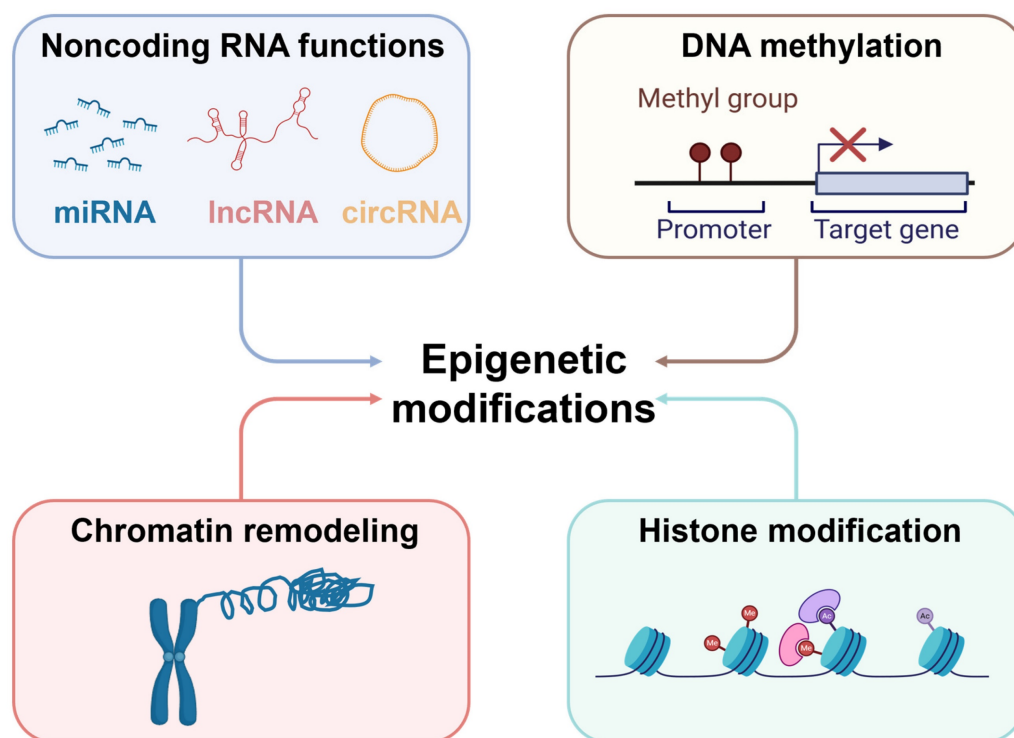 Noncoding RNA functions
miRNA
lncRNA
circRNA
DNA methylation
Methyl group
Promoter
Target gene
Epigenetic
modifications
Chromatin remodeling
Histone modification
Me
Me
Me
Ac
Ac